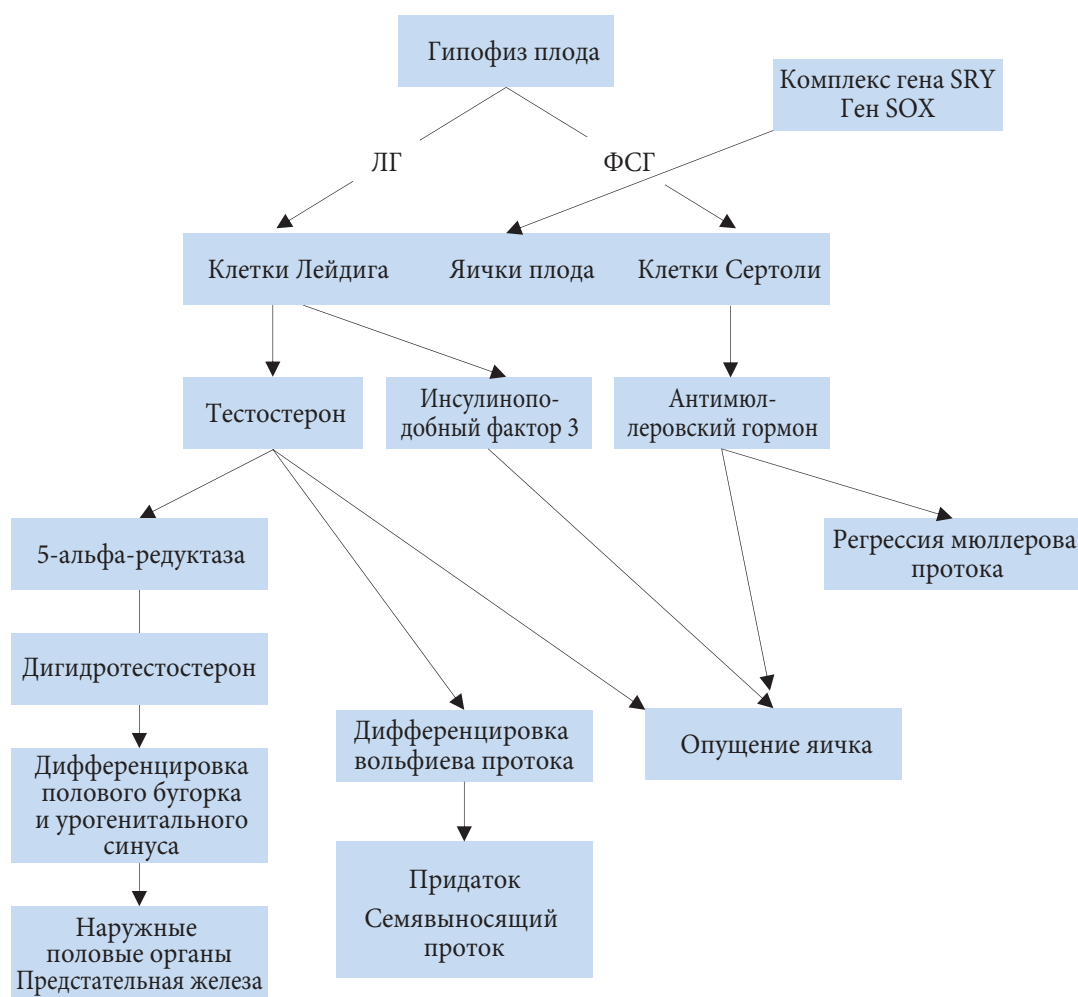 Гипофиз плода
Комплекс гена SRY
Ген SOX
ЛГ
ФСГ
Клетки Лейдига
Яички плода
Клетки Сертоли
Тестостерон
Инсулинопо-
добный фактор 3
Антимюл-
леровский гормон
5-альфа-редуктаза
Регрессия мюллерова
протока
Дигидротестостерон
Дифференцировка
вольфиева протока
Опущение яичка
Дифференцировка
полового бугорка
и урогенитального
синуса
Придаток
Семявыносящий
проток
Наружные
половые органы
Предстательная железа